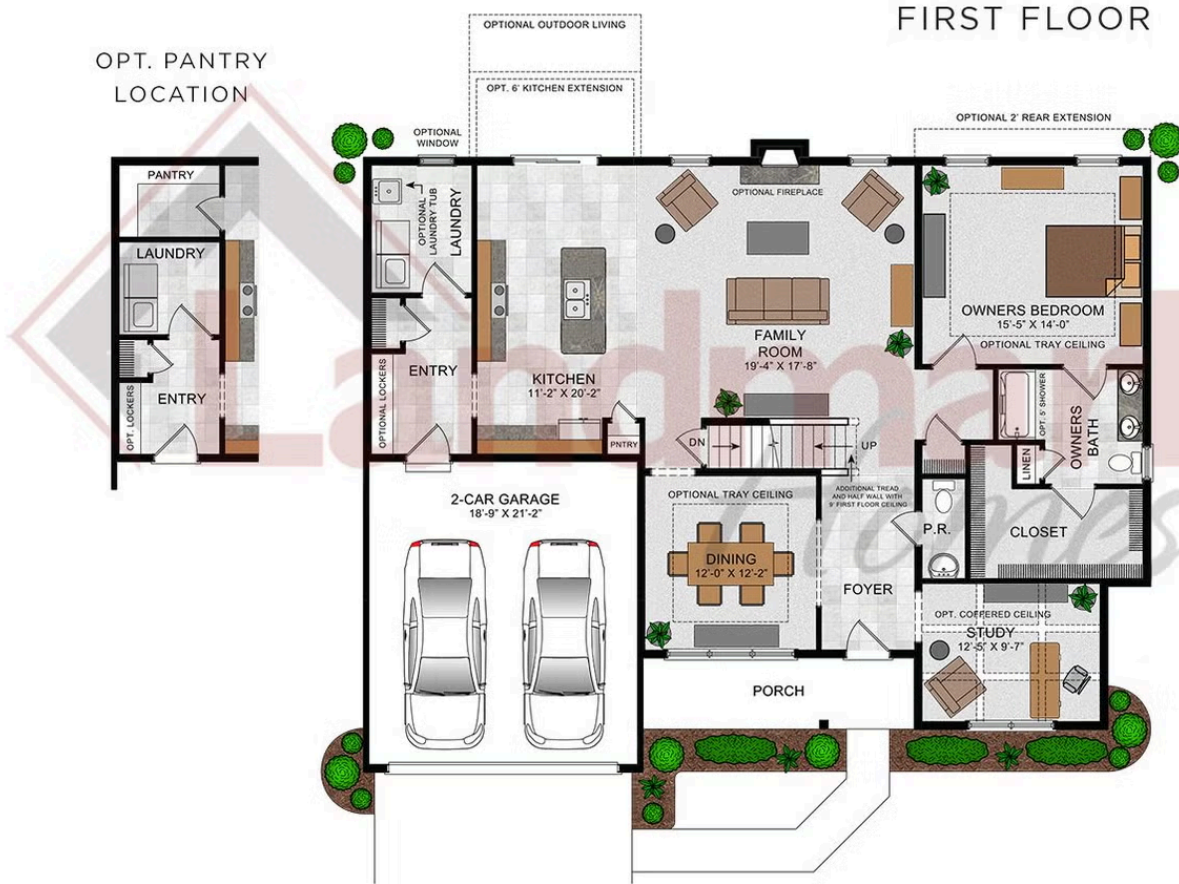 FIRST FLOOR
OPT. PANTRY
LOCATION
OPTIONAL OUTDOOR LIVING
OPT. 6' KITCHEN EXTENSION
OPTIONAL
WINDOW
OPTIONAL 2' REAR EXTENSION
PANTRY
LAUNDRY
OPT. LOCKERS
ENTRY
OPTIONAL
LAUNDRY TUB
LAUNDRY
OPTIONAL LOCKERS
ENTRY
KITCHEN
11'-2" X 20'-2"
PNTRY
OPTIONAL FIREPLACE
FAMILY
ROOM
19'-4" X 17'-8"
DN
UP
ADDITIONAL TREAD
AND HALF WALL WITH
9' FIRST FLOOR CEILING
OWNERS BEDROOM
15'-5" X 14'-0"
OPTIONAL TRAY CEILING
OPT. 5' SHOWER
OWNERS
BATH
LINEN
CLOSET
P.R.
2-CAR GARAGE
18'-9" X 21'-2"
OPTIONAL TRAY CEILING
DINING
12'-0" X 12'-2"
FOYER
OPT. COFFERED CEILING
STUDY
12'-5" X 9'-7"
PORCH
Landmark
Homes